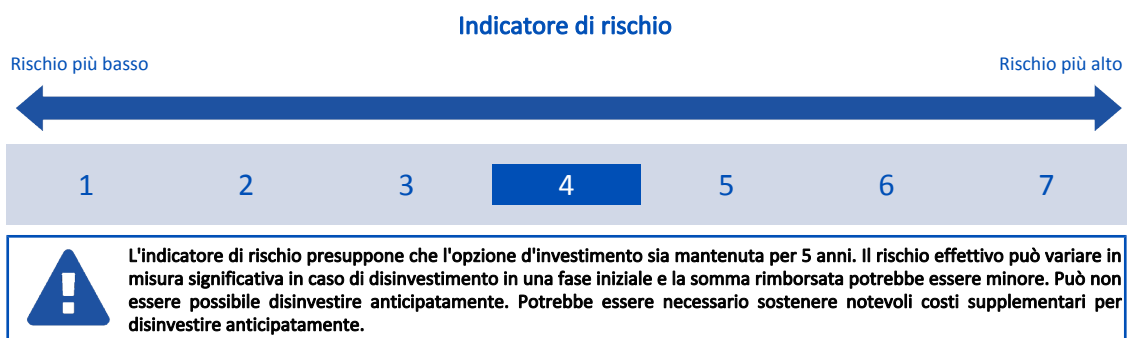 Indicatore di rischio
Rischio più basso
Rischio più alto
1 2 3 4 5 6 7
L'indicatore di rischio presuppone che l'opzione d'investimento sia mantenuta per 5 anni. Il rischio effettivo può variare in
misura significativa in caso di disinvestimento in una fase iniziale e la somma rimborsata potrebbe essere minore. Può non
essere possibile disinvestire anticipatamente. Potrebbe essere necessario sostenere notevoli costi supplementari per
disinvestire anticipatamente.